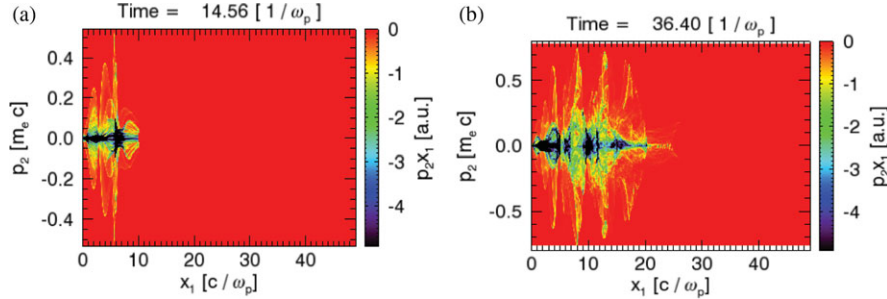 (a)
Time = 14.56 [ 1 / ω_p ]
0.4
0.2
0.0
-0.2
-0.4
p_2 [m_e c]
0 10 20 30 40
x_1 [c / ω_p]
0
-1
-2
-3
-4
p_2x_1 [a.u.]
(b)
Time = 36.40 [ 1 / ω_p ]
0.5
0.0
-0.5
p_2 [m_e c]
0 10 20 30 40
x_1 [c / ω_p]
0
-1
-2
-3
-4
p_2x_1 [a.u.]